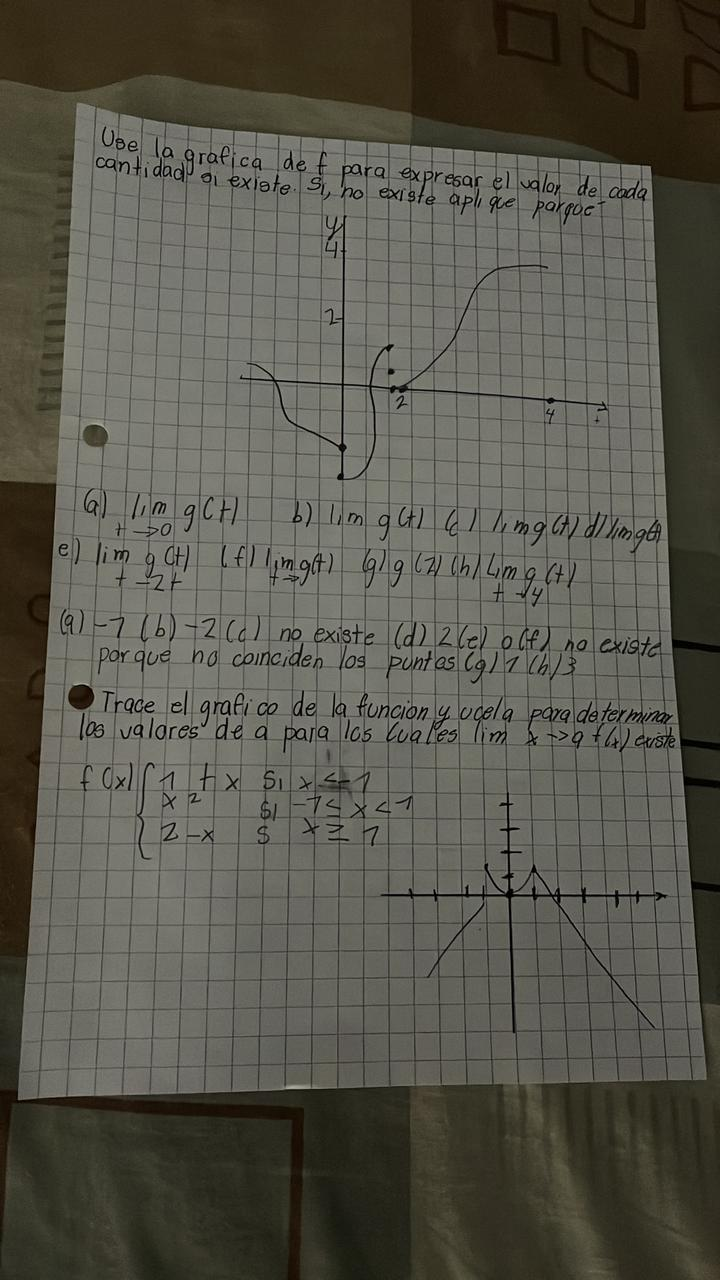 Use la grafica de f para expresar el valor de cada
cantidad si existe. Si, no existe aplique parque
y
4
2
2
4
t
(a) lim g(t) b) lim g(t) (c) lim g(t) d) lim g(t)
t→0
e) lim g(t) (f) lim g(t) (g) g(2) (h) Lim g(t)
t→2+ t→ t→4
(a) -1 (b) -2 (c) no existe (d) 2 (e) 0 (f) no existe
porque no coinciden los puntos (g) 1 (h) 3
Trace el grafico de la funcion y ucela para determinar
los valores de a para los cuales lim x→a f(x) existe
f(x) { 1 + x si x <-1
x² si -1 ≤ x < 1
2-x s x ≥ 1